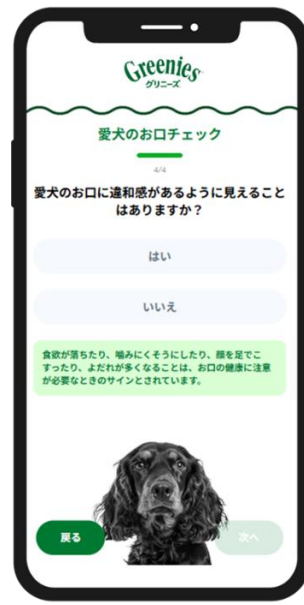 Greenies
グリニーズ
愛犬のお口チェック
4/4
愛犬のお口に違和感があるように見えること
はありますか？
はい
いいえ
食欲が落ちたり、噛みにくそうにしたり、顔を足でこ
すったり、よだれが多くなることは、お口の健康に注意
が必要なときのサインとされています。
戻る
次へ